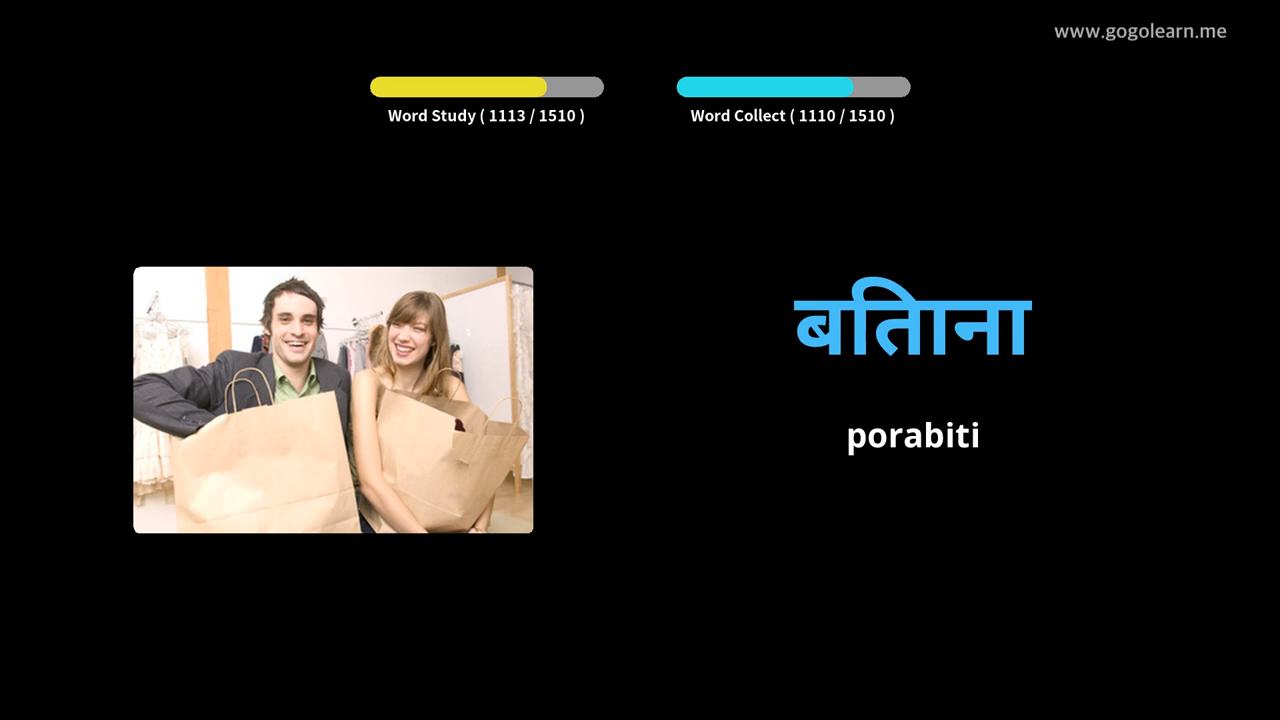 www.gogolearn.me
Word Study ( 1113 / 1510 )
Word Collect ( 1110 / 1510 )
बतिाना
porabiti